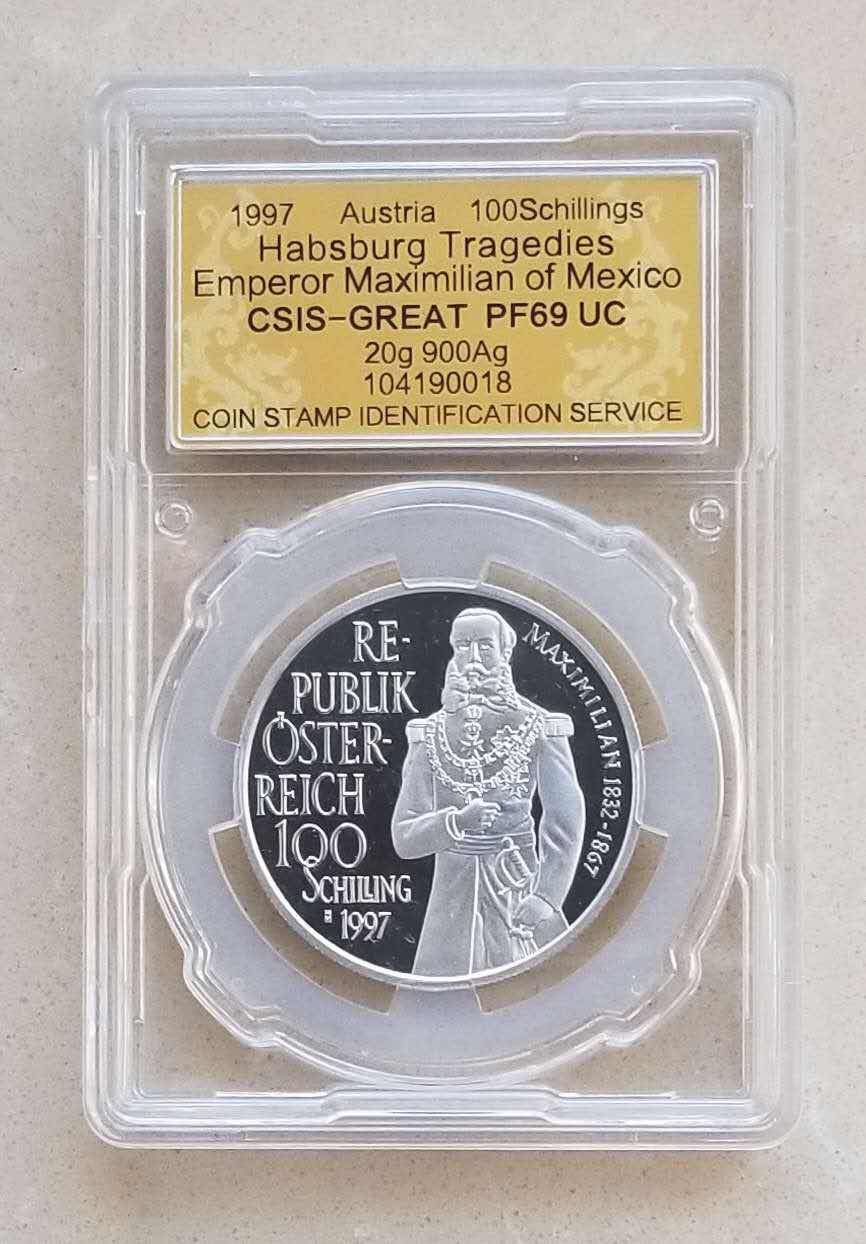 1997 Austria 100Schillings
Habsburg Tragedies
Emperor Maximilian of Mexico
CSIS-GREAT PF69 UC
20g 900Ag
104190018
COIN STAMP IDENTIFICATION SERVICE
RE-
PUBLIK
ÖSTER-
REICH
100
SCHILLING
1997
MAXIMILIAN 1832-1867